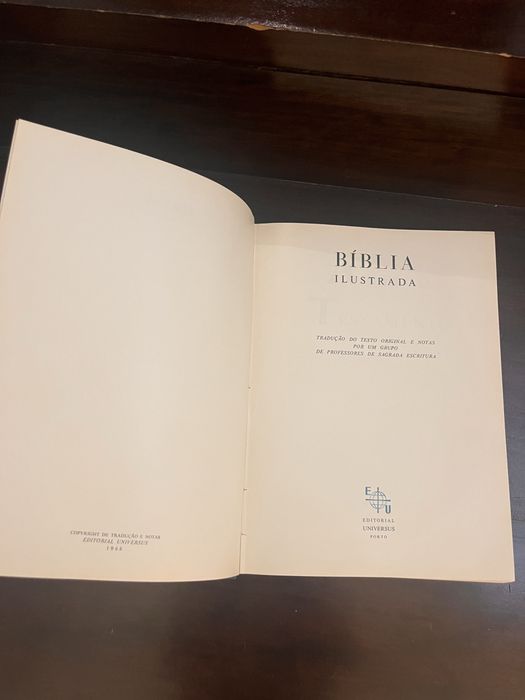 COPYRIGHT DE TRADUÇÃO E NOTAS
EDITORIAL UNIVERSUS
1968
BÍBLIA
ILUSTRADA
TRADUÇÃO DO TEXTO ORIGINAL E NOTAS
POR UM GRUPO
DE PROFESSORES DE SAGRADA ESCRITURA
E U
EDITORIAL
UNIVERSUS
PORTO